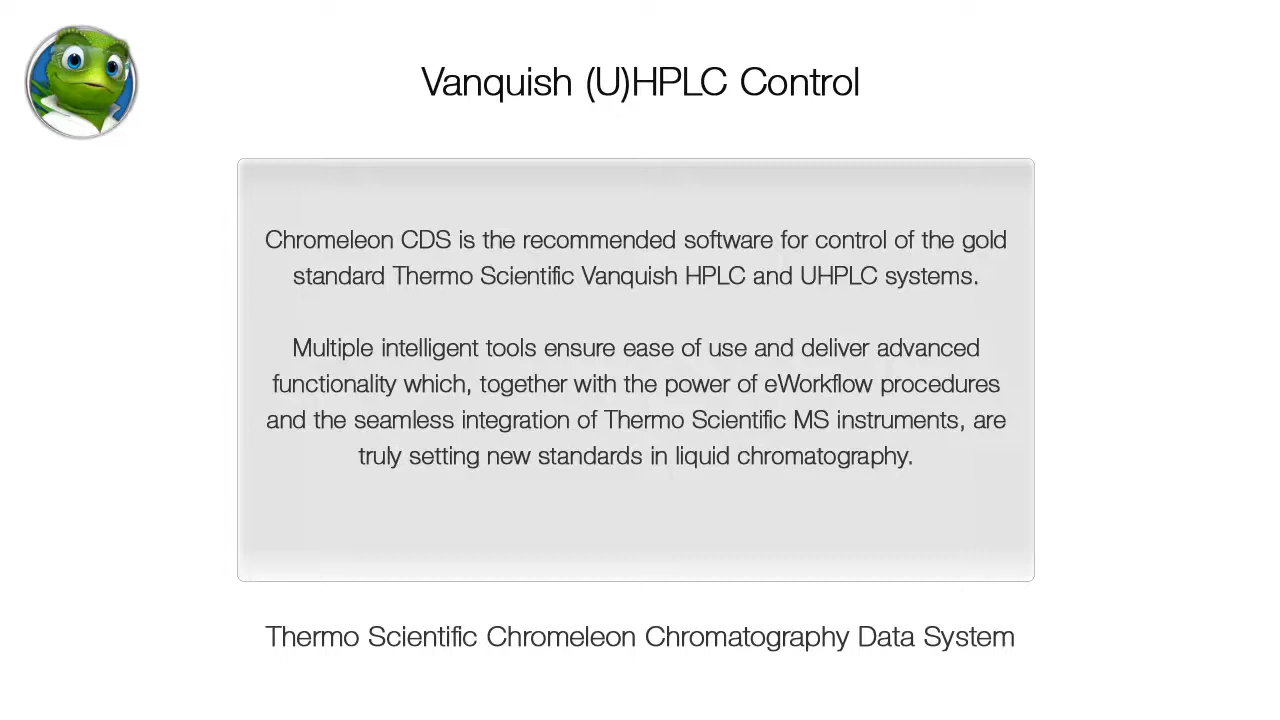 Vanquish (U)HPLC Control
Chromeleon CDS is the recommended software for control of the gold
standard Thermo Scientific Vanquish HPLC and UHPLC systems.
Multiple intelligent tools ensure ease of use and deliver advanced
functionality which, together with the power of eWorkflow procedures
and the seamless integration of Thermo Scientific MS instruments, are
truly setting new standards in liquid chromatography.
Thermo Scientific Chromeleon Chromatography Data System